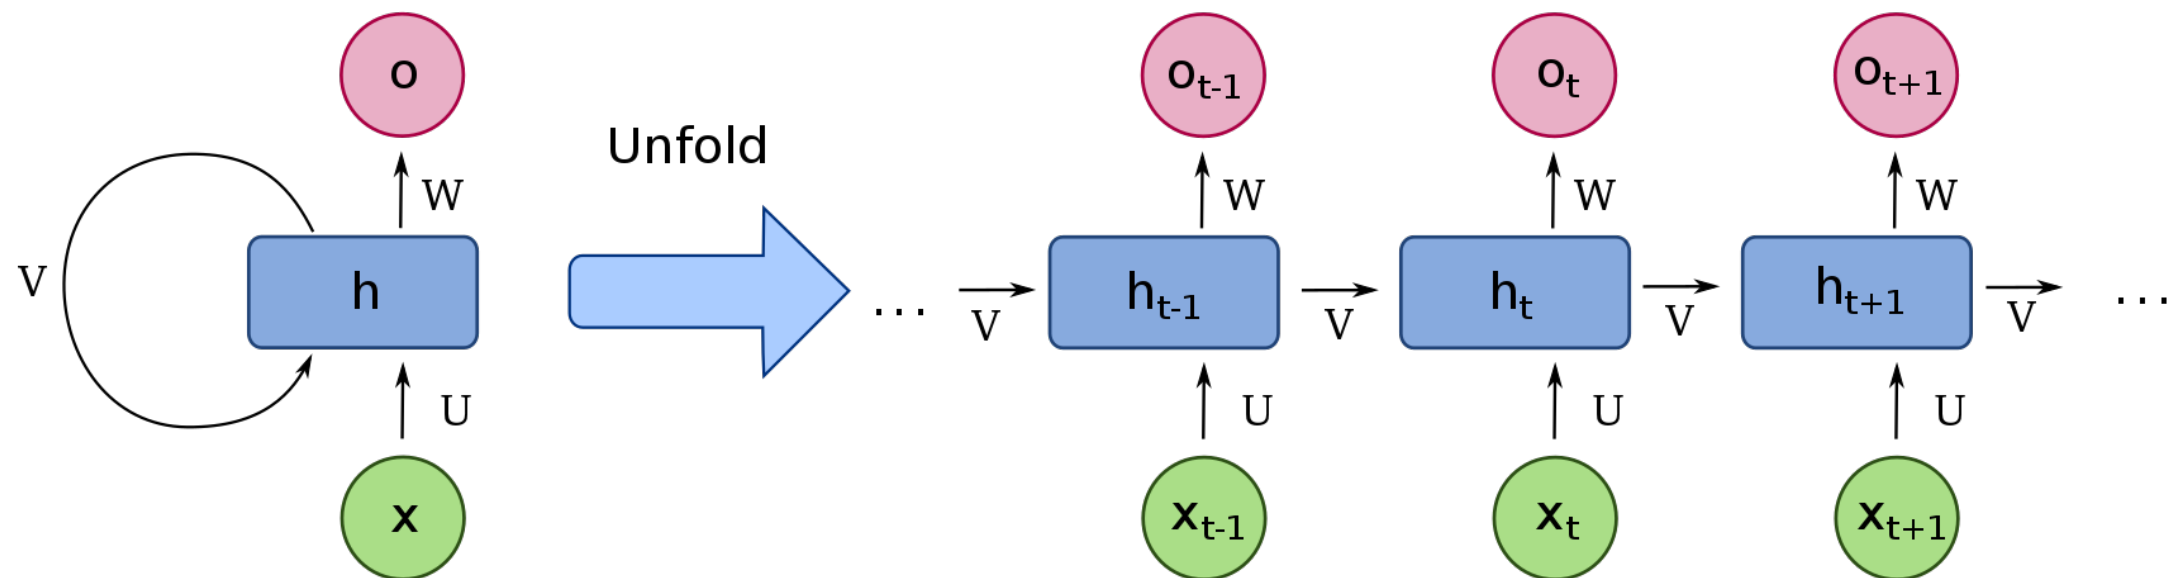 o
o_{t-1}
o_t
o_{t+1}
Unfold
W
W
W
W
V
h
...
V
h_{t-1}
V
h_t
V
h_{t+1}
V
...
U
U
U
U
x
x_{t-1}
x_t
x_{t+1}